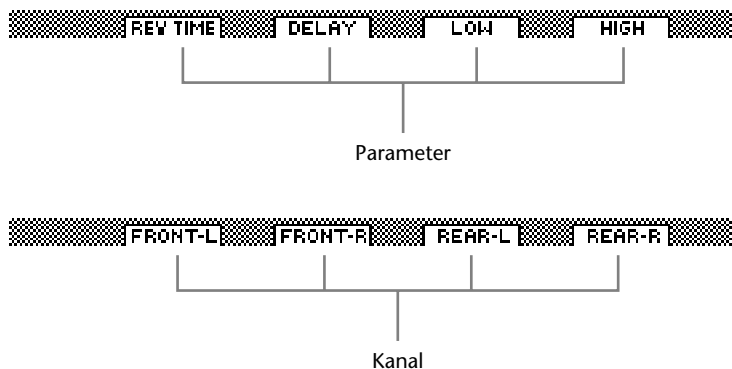 REV TIME DELAY LOW HIGH
Parameter
FRONT-L FRONT-R REAR-L REAR-R
Kanal